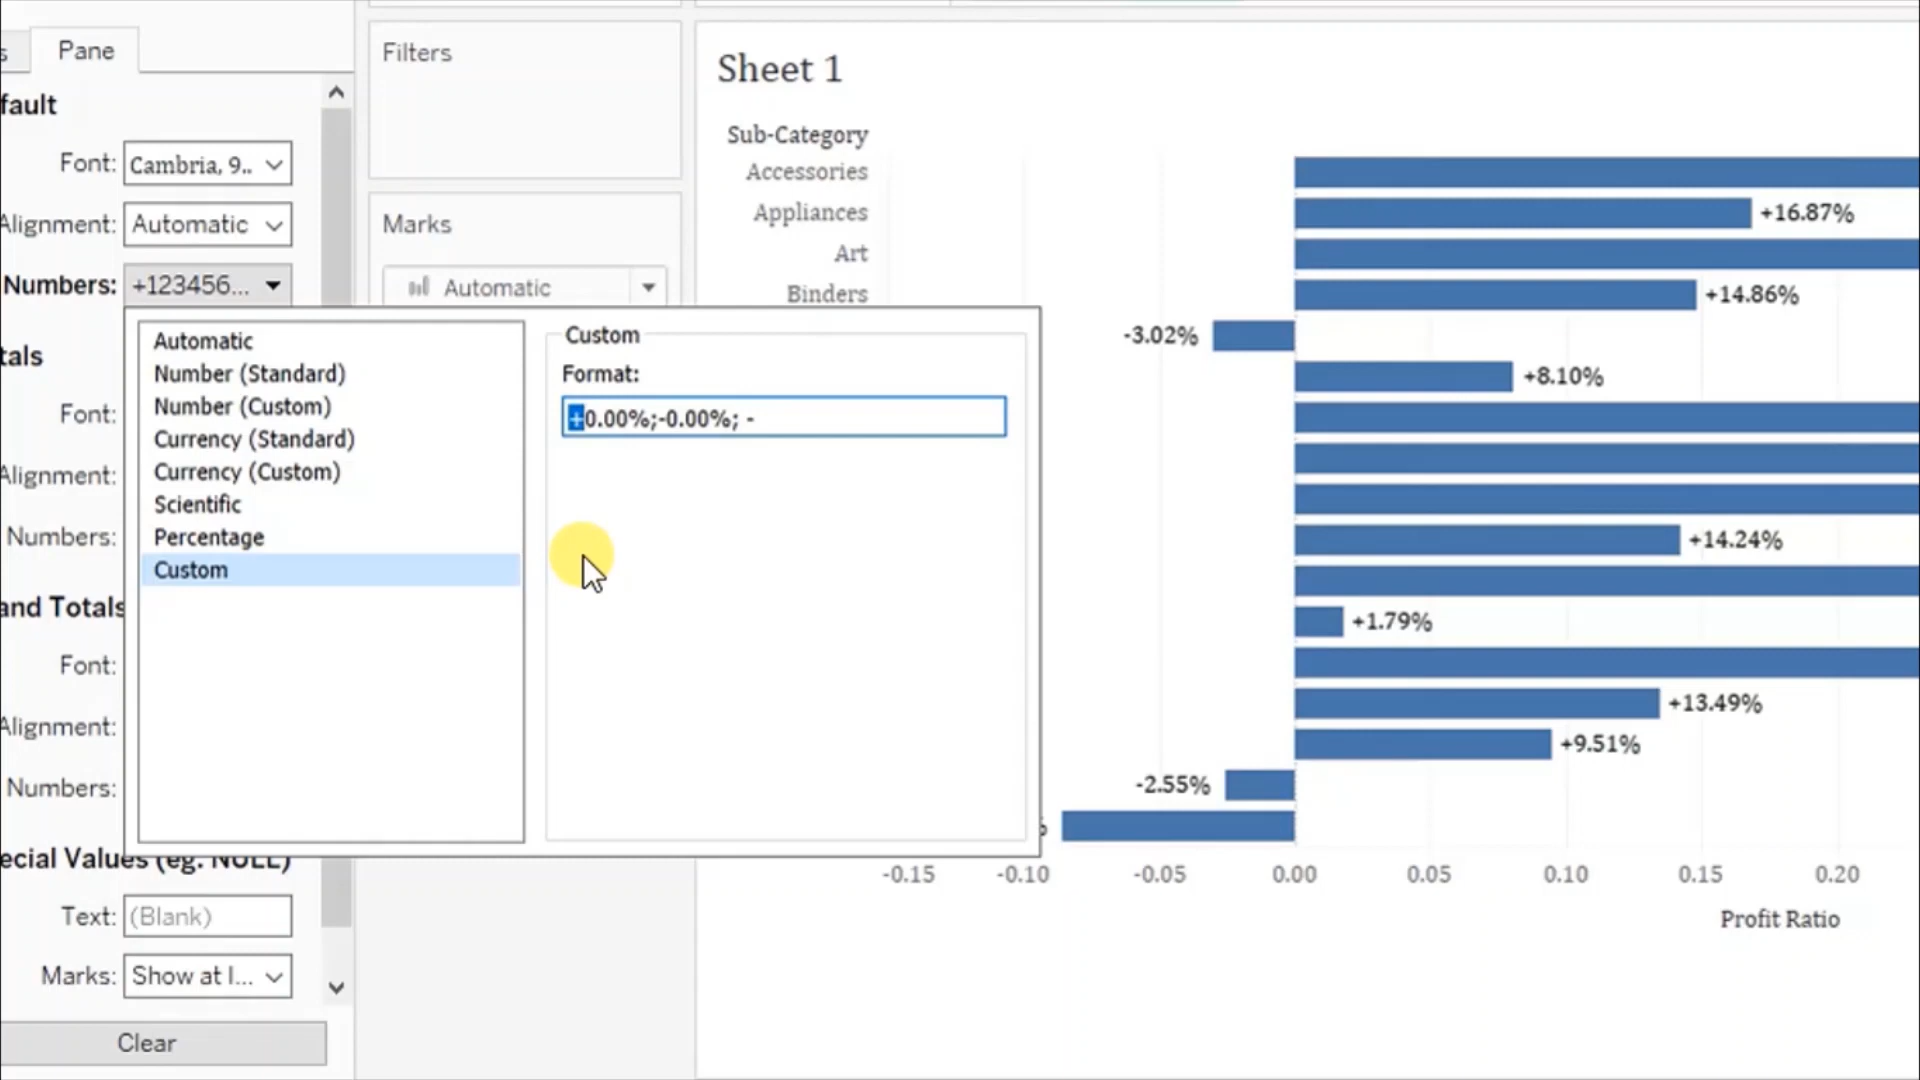 s
Pane
fault
Font: Cambria, 9..
Alignment: Automatic
Numbers: +123456...
tals
Font:
Alignment:
Numbers:
and Totals
Font:
Alignment:
Numbers:
ecial Values (eg. NULL)
Text: (Blank)
Marks: Show at l...
Clear
Filters
Marks
Automatic
Automatic
Number (Standard)
Number (Custom)
Currency (Standard)
Currency (Custom)
Scientific
Percentage
Custom
Custom
Format:
+0.00%;-0.00%; -
Sheet 1
Sub-Category
Accessories
Appliances +16.87%
Art
Binders +14.86%
-3.02%
+8.10%
+14.24%
+1.79%
+13.49%
+9.51%
-2.55%
%
-0.15 -0.10 -0.05 0.00 0.05 0.10 0.15 0.20
Profit Ratio